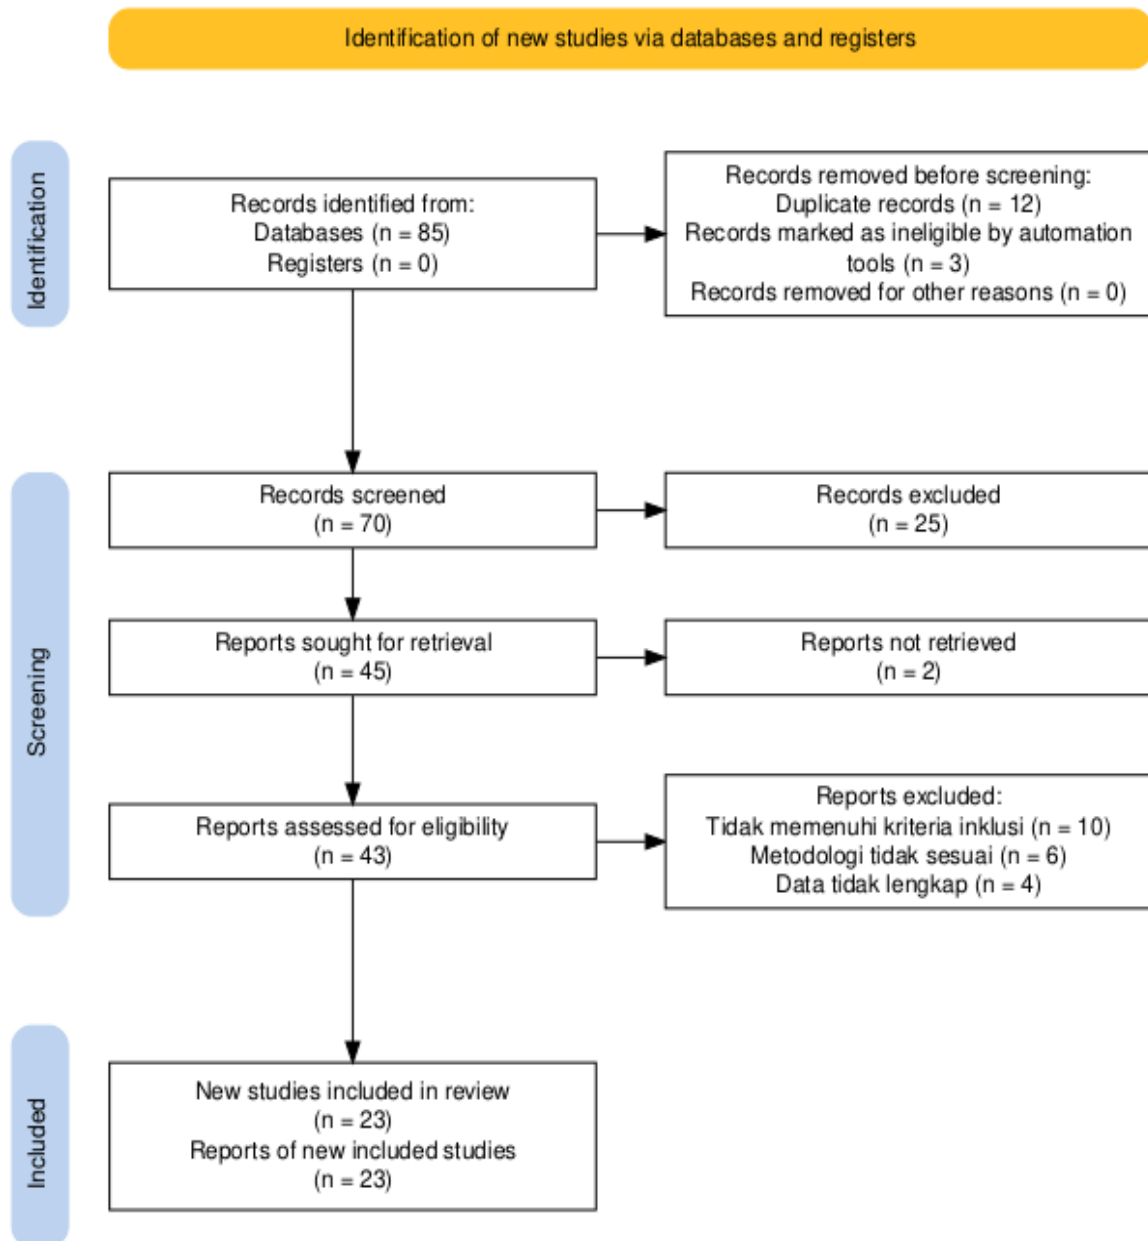 Identification of new studies via databases and registers
Identification
Records identified from:
Databases (n = 85)
Registers (n = 0)
Records removed before screening:
Duplicate records (n = 12)
Records marked as ineligible by automation
tools (n = 3)
Records removed for other reasons (n = 0)
Screening
Records screened
(n = 70)
Records excluded
(n = 25)
Reports sought for retrieval
(n = 45)
Reports not retrieved
(n = 2)
Reports assessed for eligibility
(n = 43)
Reports excluded:
Tidak memenuhi kriteria inklusi (n = 10)
Metodologi tidak sesuai (n = 6)
Data tidak lengkap (n = 4)
Included
New studies included in review
(n = 23)
Reports of new included studies
(n = 23)